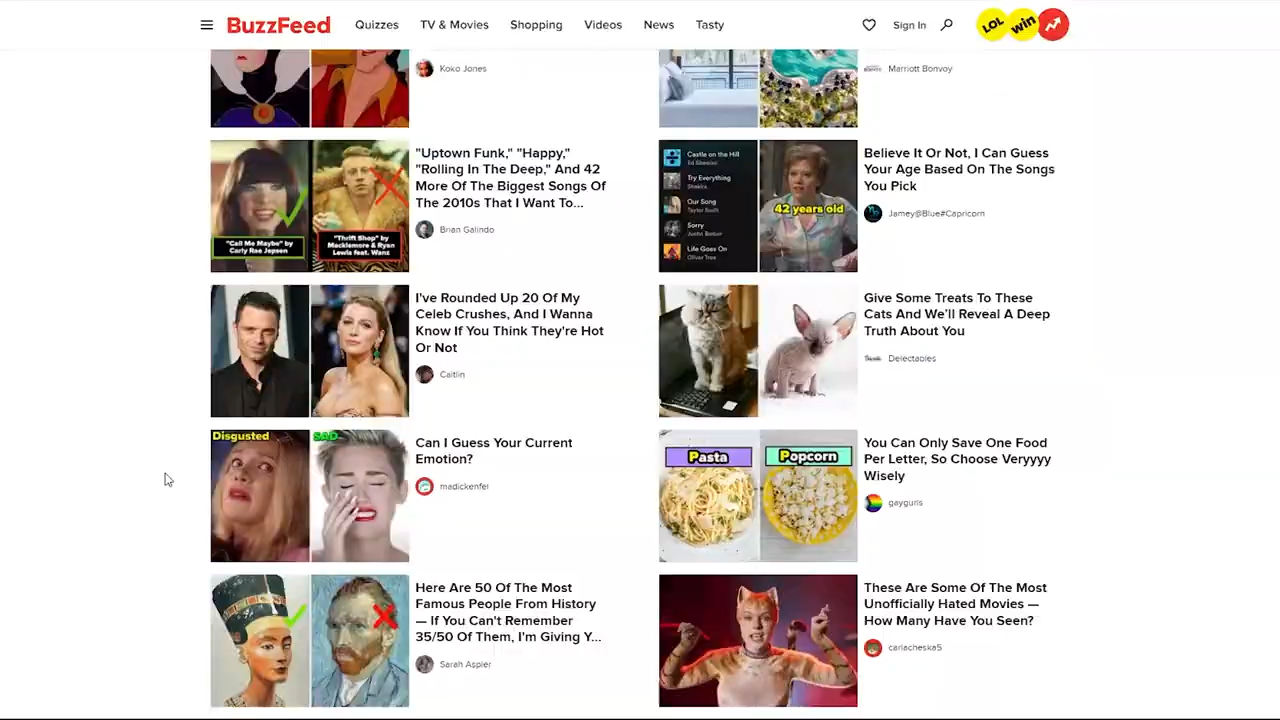 BuzzFeed
Quizzes
TV & Movies
Shopping
Videos
News
Tasty
Sign In
LOL
win
Koko Jones
Marriott Bonvoy
"Call Me Maybe" by
Carly Rae Jepsen
"Thrift Shop" by
Macklemore & Ryan
Lewis feat. Wanz
"Uptown Funk," "Happy,"
"Rolling In The Deep," And 42
More Of The Biggest Songs Of
The 2010s That I Want To...
Brian Galindo
Castle on the Hill
Ed Sheeran
Try Everything
Shakira
Our Song
Taylor Swift
Sorry
Justin Bieber
Life Goes On
Oliver Tree
42 years old
Believe It Or Not, I Can Guess
Your Age Based On The Songs
You Pick
Jamey@Blue#Capricorn
I've Rounded Up 20 Of My
Celeb Crushes, And I Wanna
Know If You Think They're Hot
Or Not
Caitlin
Give Some Treats To These
Cats And We'll Reveal A Deep
Truth About You
Delectables
Disgusted
SAD
Can I Guess Your Current
Emotion?
madickenfel
Pasta
Popcorn
You Can Only Save One Food
Per Letter, So Choose Veryyyy
Wisely
gaygurls
Here Are 50 Of The Most
Famous People From History
— If You Can't Remember
35/50 Of Them, I'm Giving Y...
Sarah Aspler
These Are Some Of The Most
Unofficially Hated Movies —
How Many Have You Seen?
carlacheska5